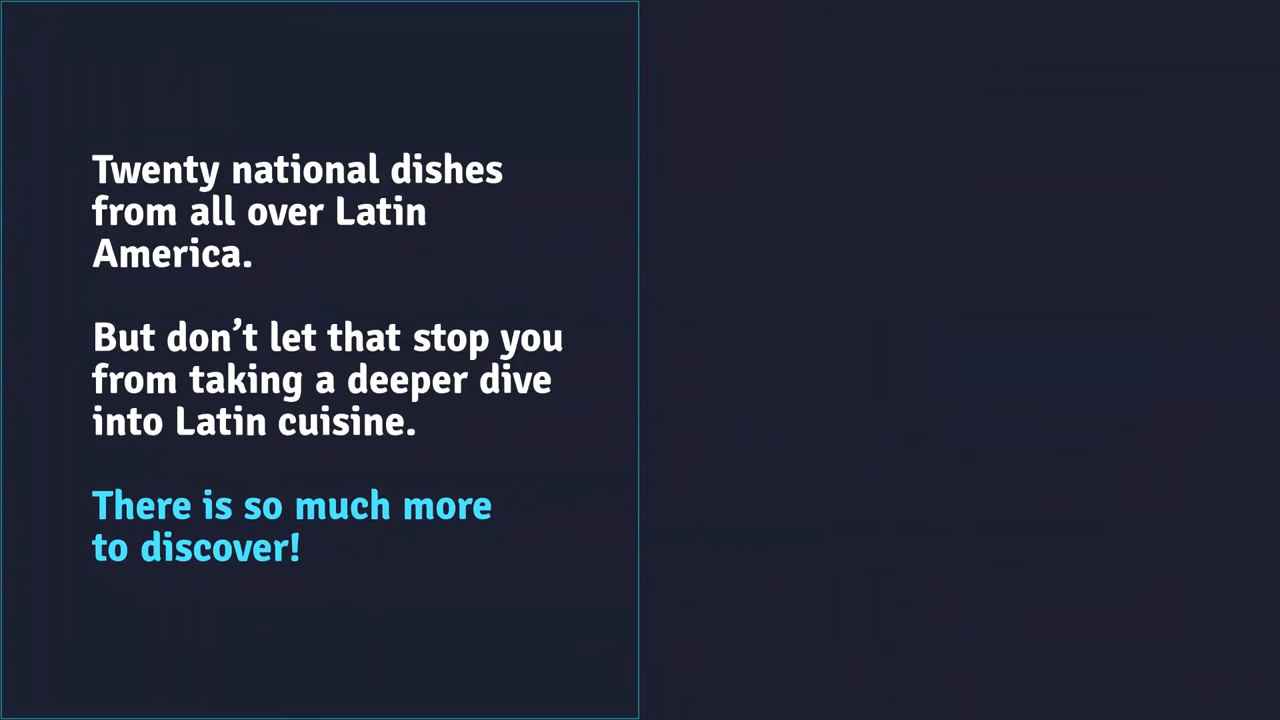 Twenty national dishes
from all over Latin
America.
But don’t let that stop you
from taking a deeper dive
into Latin cuisine.
There is so much more
to discover!